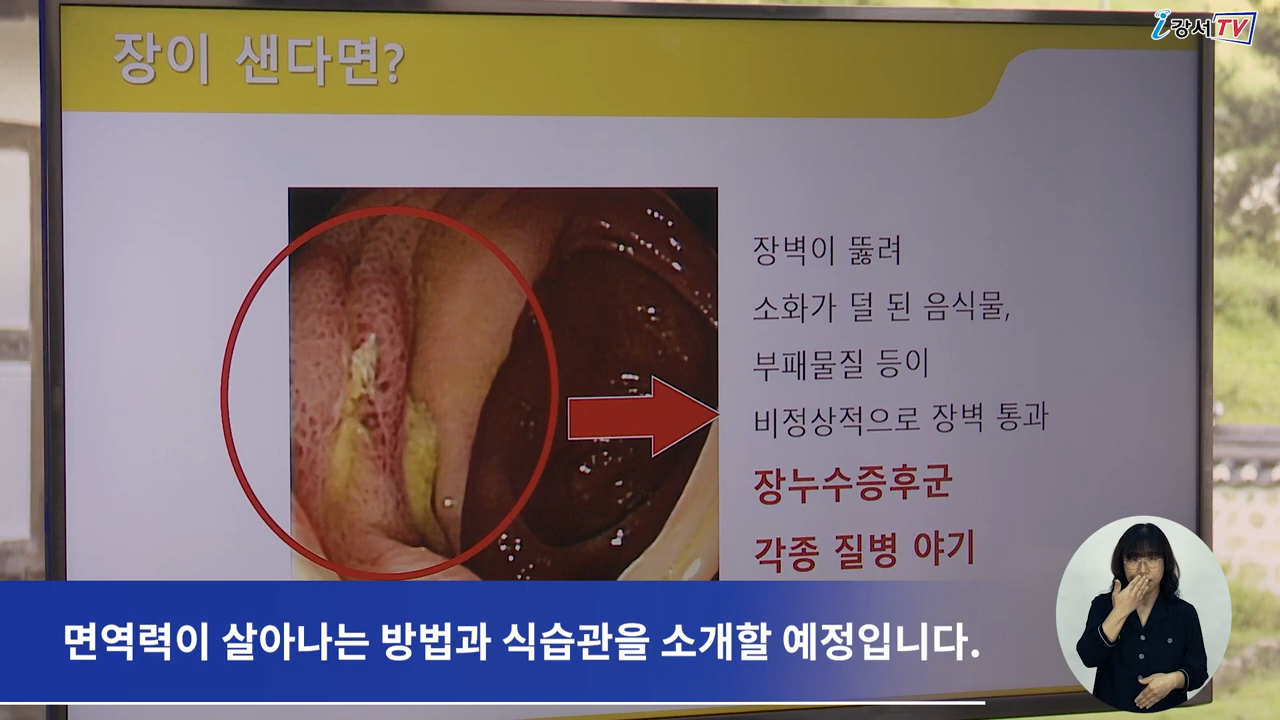 i강서TV
장이 샌다면?
장벽이 뚫려
소화가 덜 된 음식물,
부패물질 등이
비정상적으로 장벽 통과
장누수증후군
각종 질병 야기
면역력이 살아나는 방법과 식습관을 소개할 예정입니다.